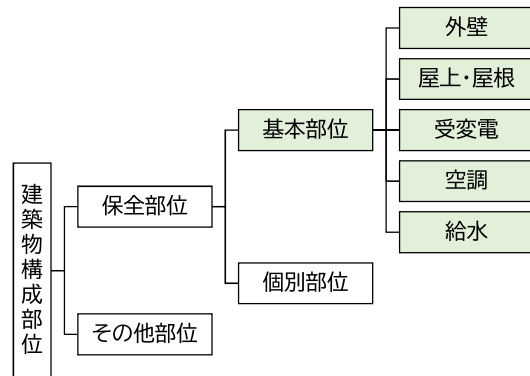 建築物構成部位
保全部位
その他部位
基本部位
個別部位
外壁
屋上・屋根
受変電
空調
給水